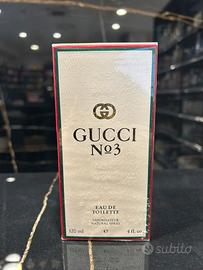 GUCCI
No3
EAU DE
TOILETTE
VAPORISATEUR
NATURAL SPRAY
120 ml e 4 fl.oz
subito